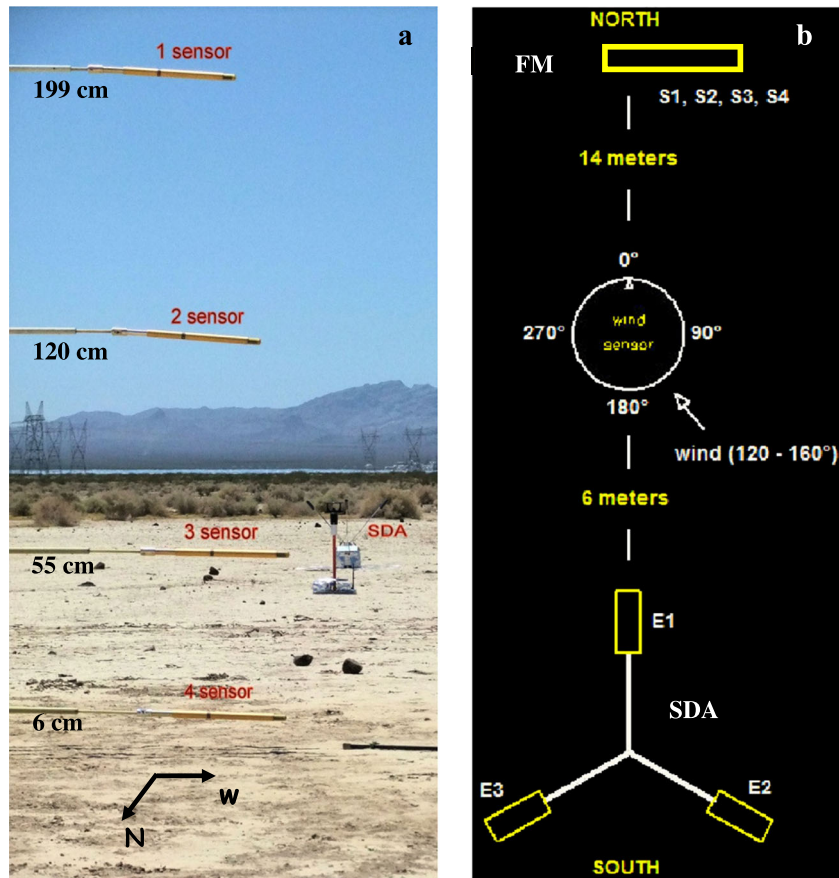 a
1 sensor
199 cm
2 sensor
120 cm
3 sensor
SDA
55 cm
4 sensor
6 cm
W
N
NORTH
b
FM
S1, S2, S3, S4
14 meters
0°
wind
sensor
270°
90°
180°
wind (120 - 160°)
6 meters
E1
SDA
E3
E2
SOUTH